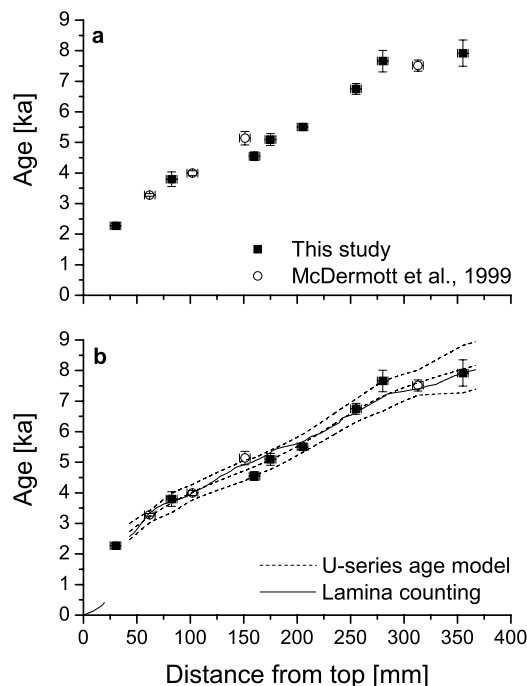 a
Age [ka]
9
8
7
6
5
4
3
2
1
0
This study
McDermott et al., 1999
b
Age [ka]
9
8
7
6
5
4
3
2
1
0
U-series age model
Lamina counting
0 50 100 150 200 250 300 350 400
Distance from top [mm]